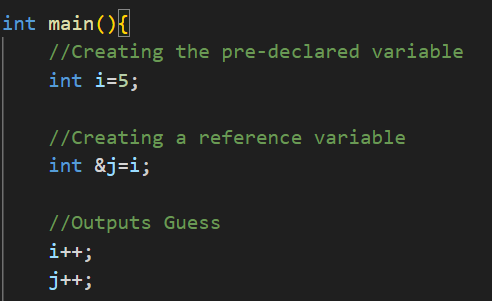 int main(){
//Creating the pre-declared variable
int i=5;
//Creating a reference variable
int &j=i;
//Outputs Guess
i++;
j++;